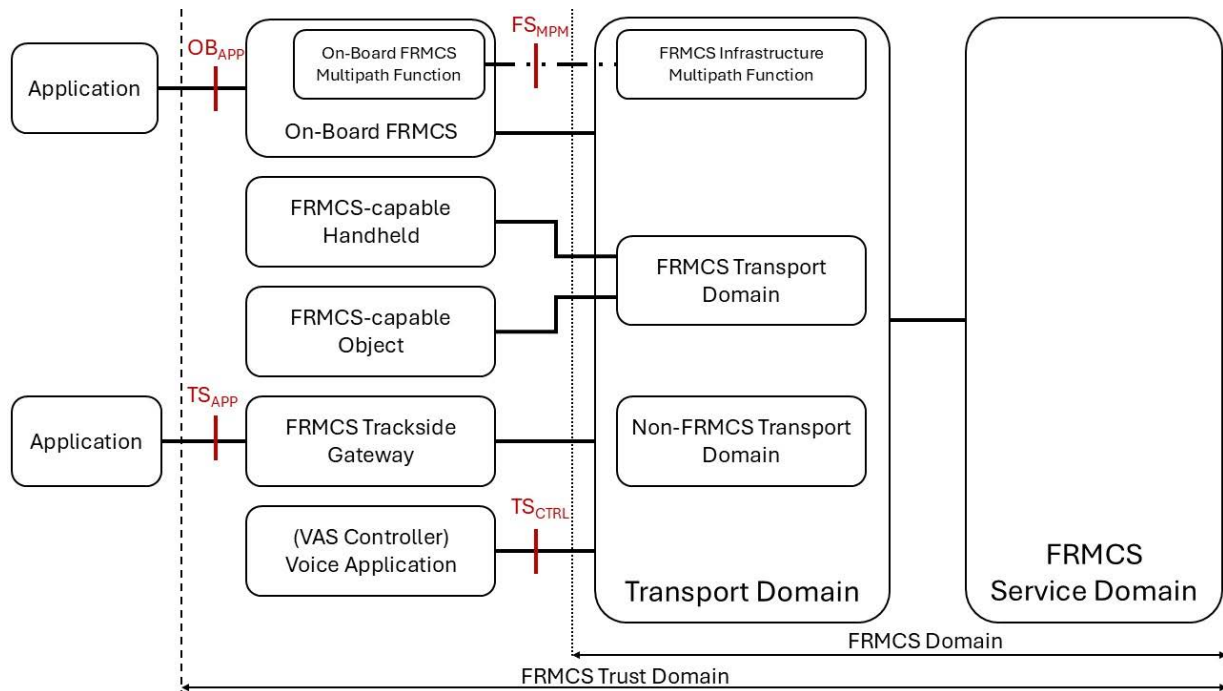 OB_APP
FS_MPM
Application
On-Board FRMCS
Multipath Function
On-Board FRMCS
FRMCS Infrastructure
Multipath Function
FRMCS-capable
Handheld
FRMCS-capable
Object
FRMCS Transport
Domain
TS_APP
Application
FRMCS Trackside
Gateway
Non-FRMCS Transport
Domain
TS_CTRL
(VAS Controller)
Voice Application
Transport Domain
FRMCS
Service Domain
FRMCS Domain
FRMCS Trust Domain